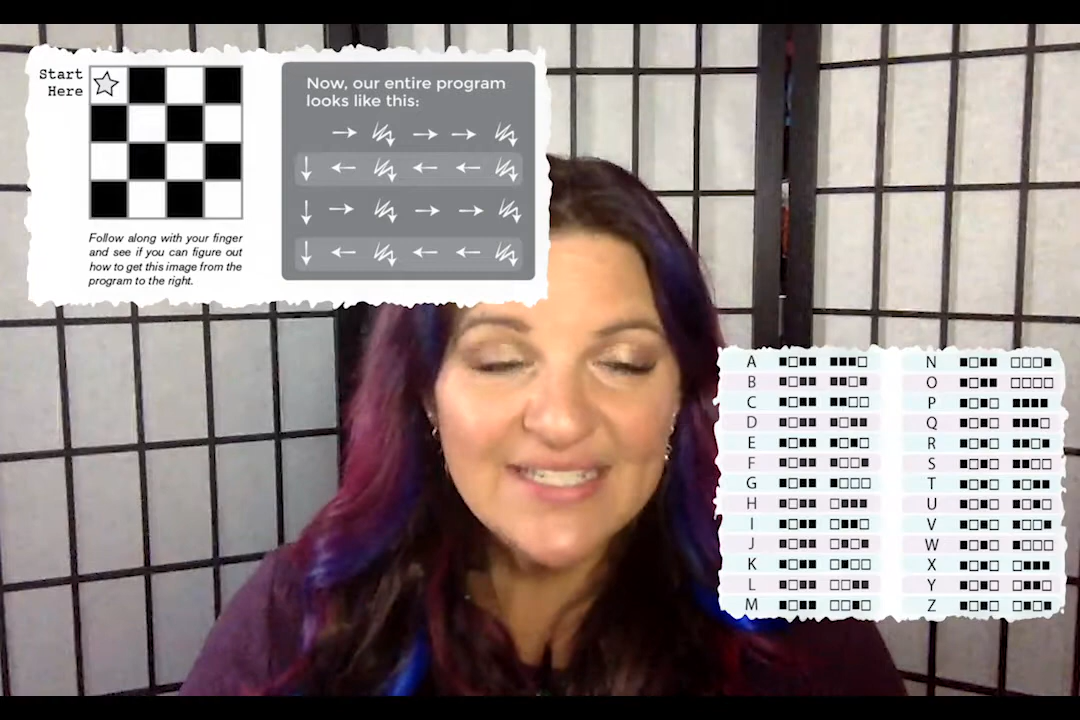 Start
Here
Follow along with your finger
and see if you can figure out
how to get this image from the
program to the right.
Now, our entire program
looks like this:
A
B
C
D
E
F
G
H
I
J
K
L
M
N
O
P
Q
R
S
T
U
V
W
X
Y
Z